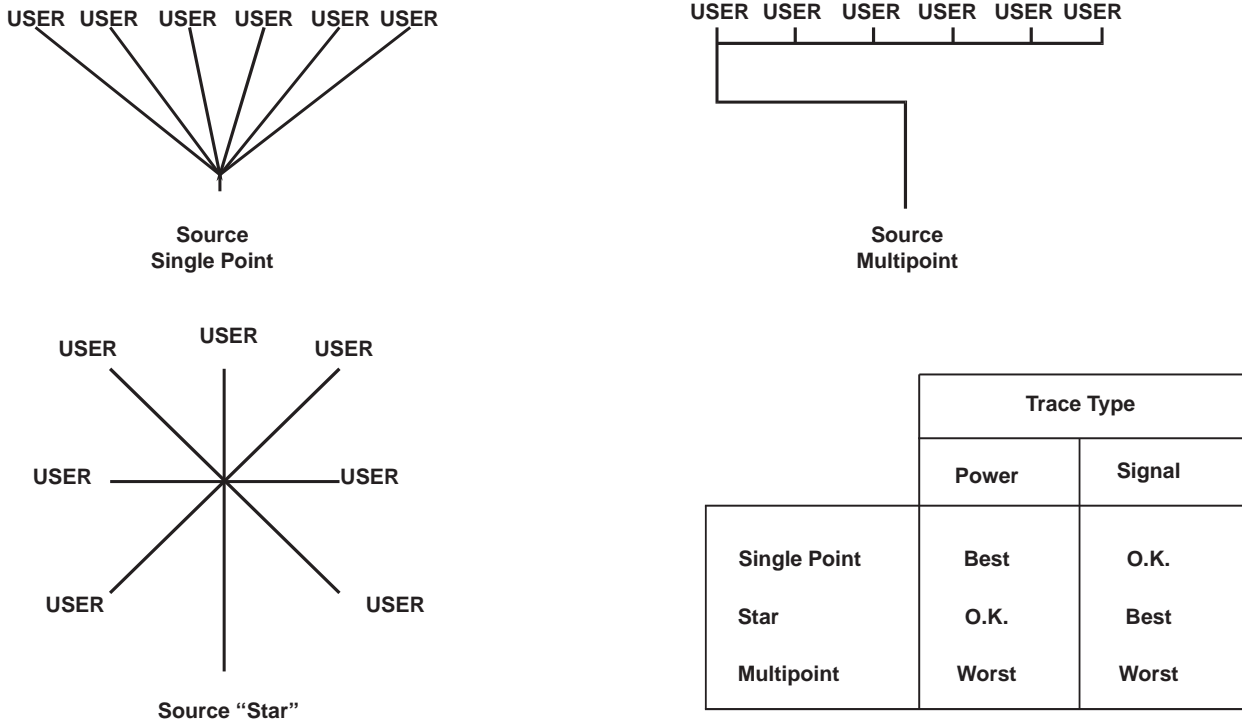 USER USER USER USER USER USER
Source
Single Point
USER USER USER USER USER USER
Source
Multipoint
USER
USER
USER
USER
USER
USER
USER
Source “Star”
Trace Type
Power Signal
Single Point Best O.K.
Star O.K. Best
Multipoint Worst Worst